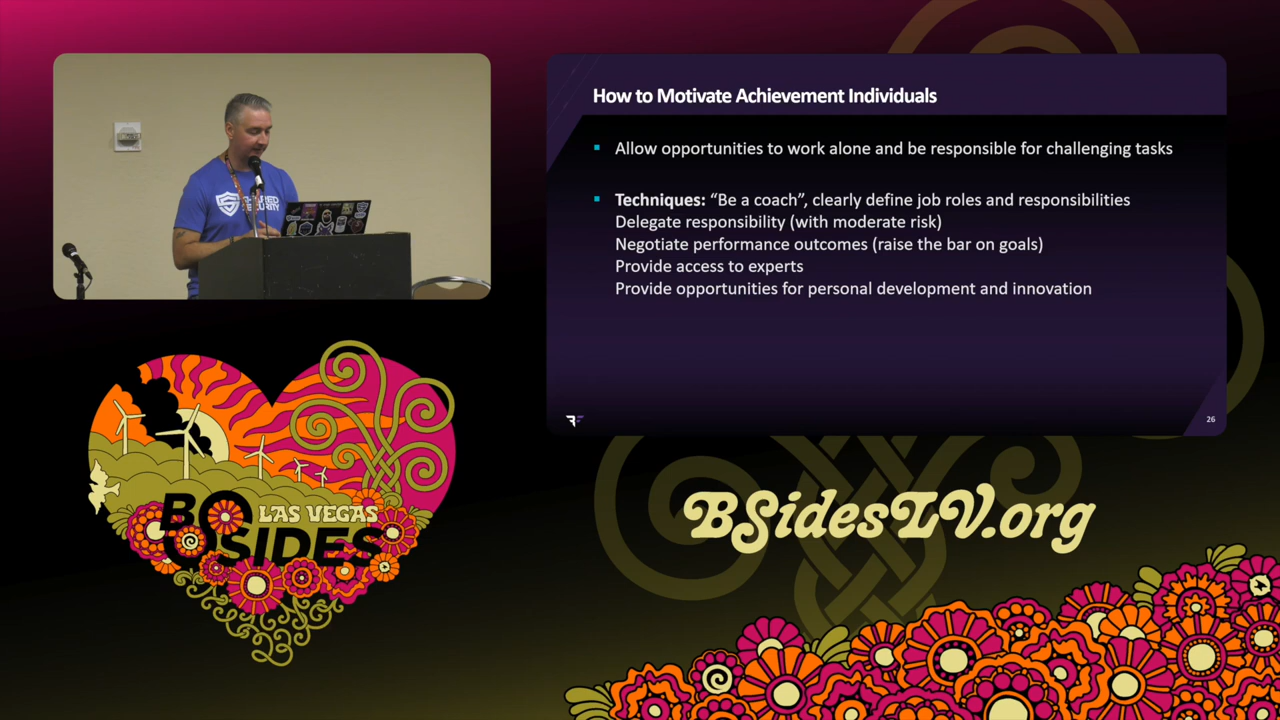 How to Motivate Achievement Individuals
Allow opportunities to work alone and be responsible for challenging tasks
Techniques: “Be a coach”, clearly define job roles and responsibilities
Delegate responsibility (with moderate risk)
Negotiate performance outcomes (raise the bar on goals)
Provide access to experts
Provide opportunities for personal development and innovation
26
SHARED
SECURITY
BSIDES
LAS VEGAS
BSidesLV.org